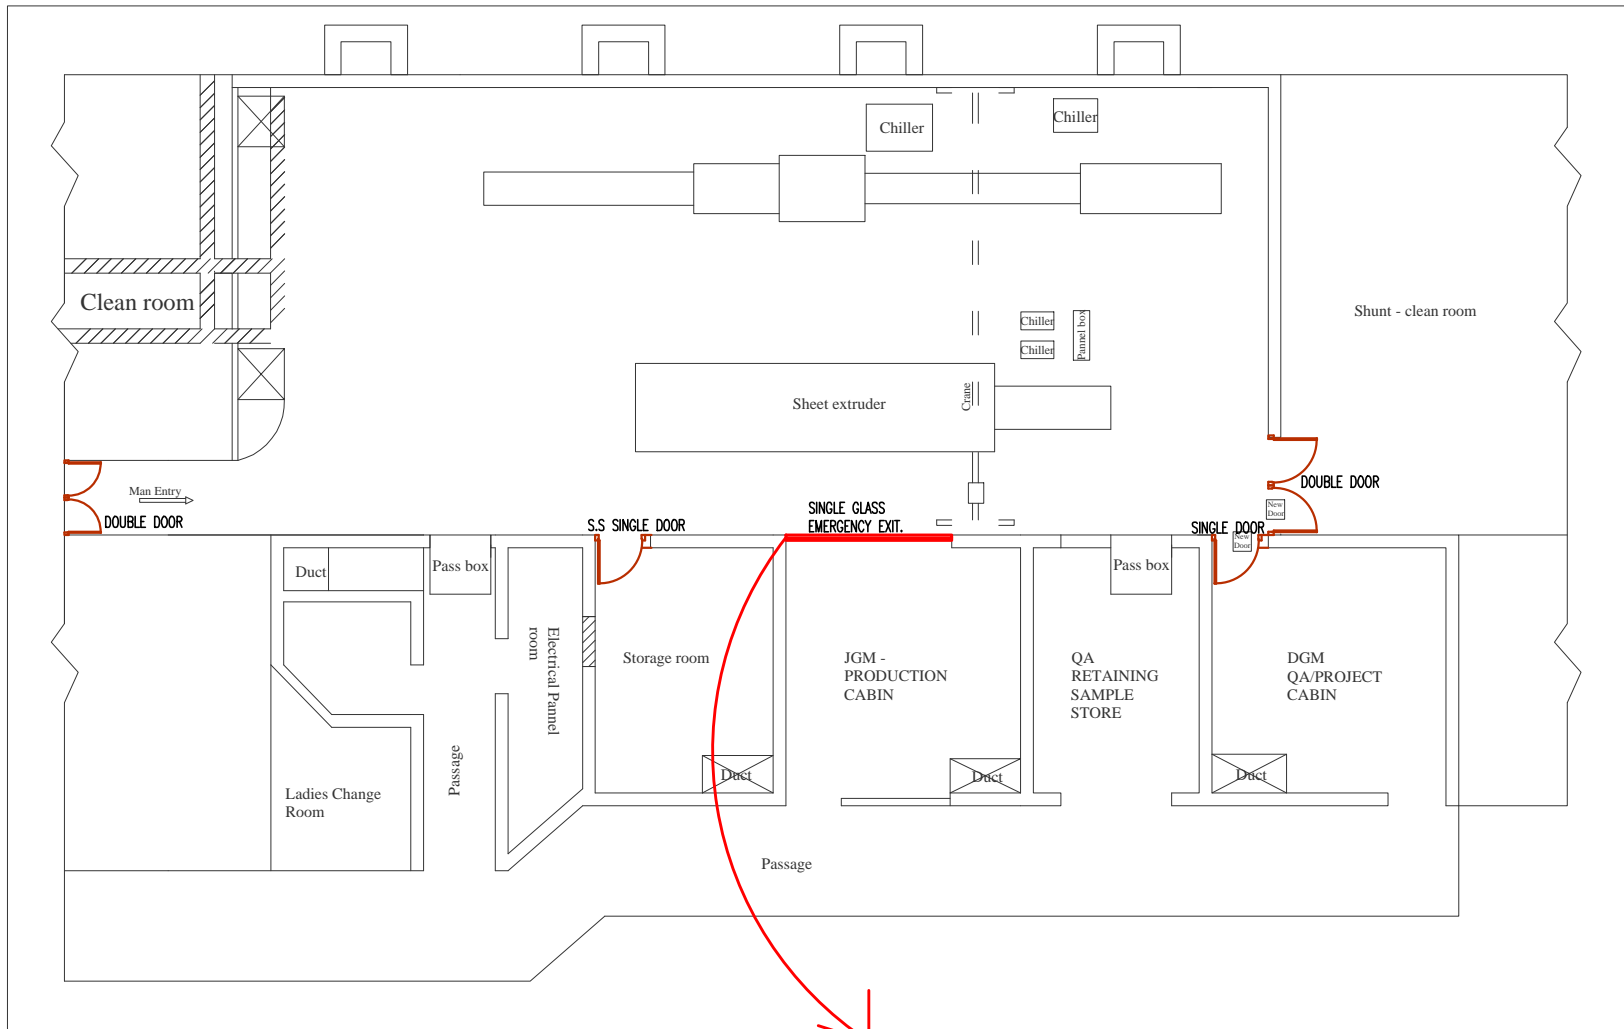 Chiller
Chiller
Clean room
Shunt - clean room
Chiller
Chiller
Pannel box
Sheet extruder
Crane
Man Entry
DOUBLE DOOR
S.S SINGLE DOOR
SINGLE GLASS
EMERGENCY EXIT.
SINGLE DOOR
DOUBLE DOOR
New
Door
New
Door
Duct
Pass box
Pass box
Electrical Pannel
room
Storage room
JGM -
PRODUCTION
CABIN
QA
RETAINING
SAMPLE
STORE
DGM
QA/PROJECT
CABIN
Passage
Duct
Duct
Duct
Ladies Change
Room
Passage